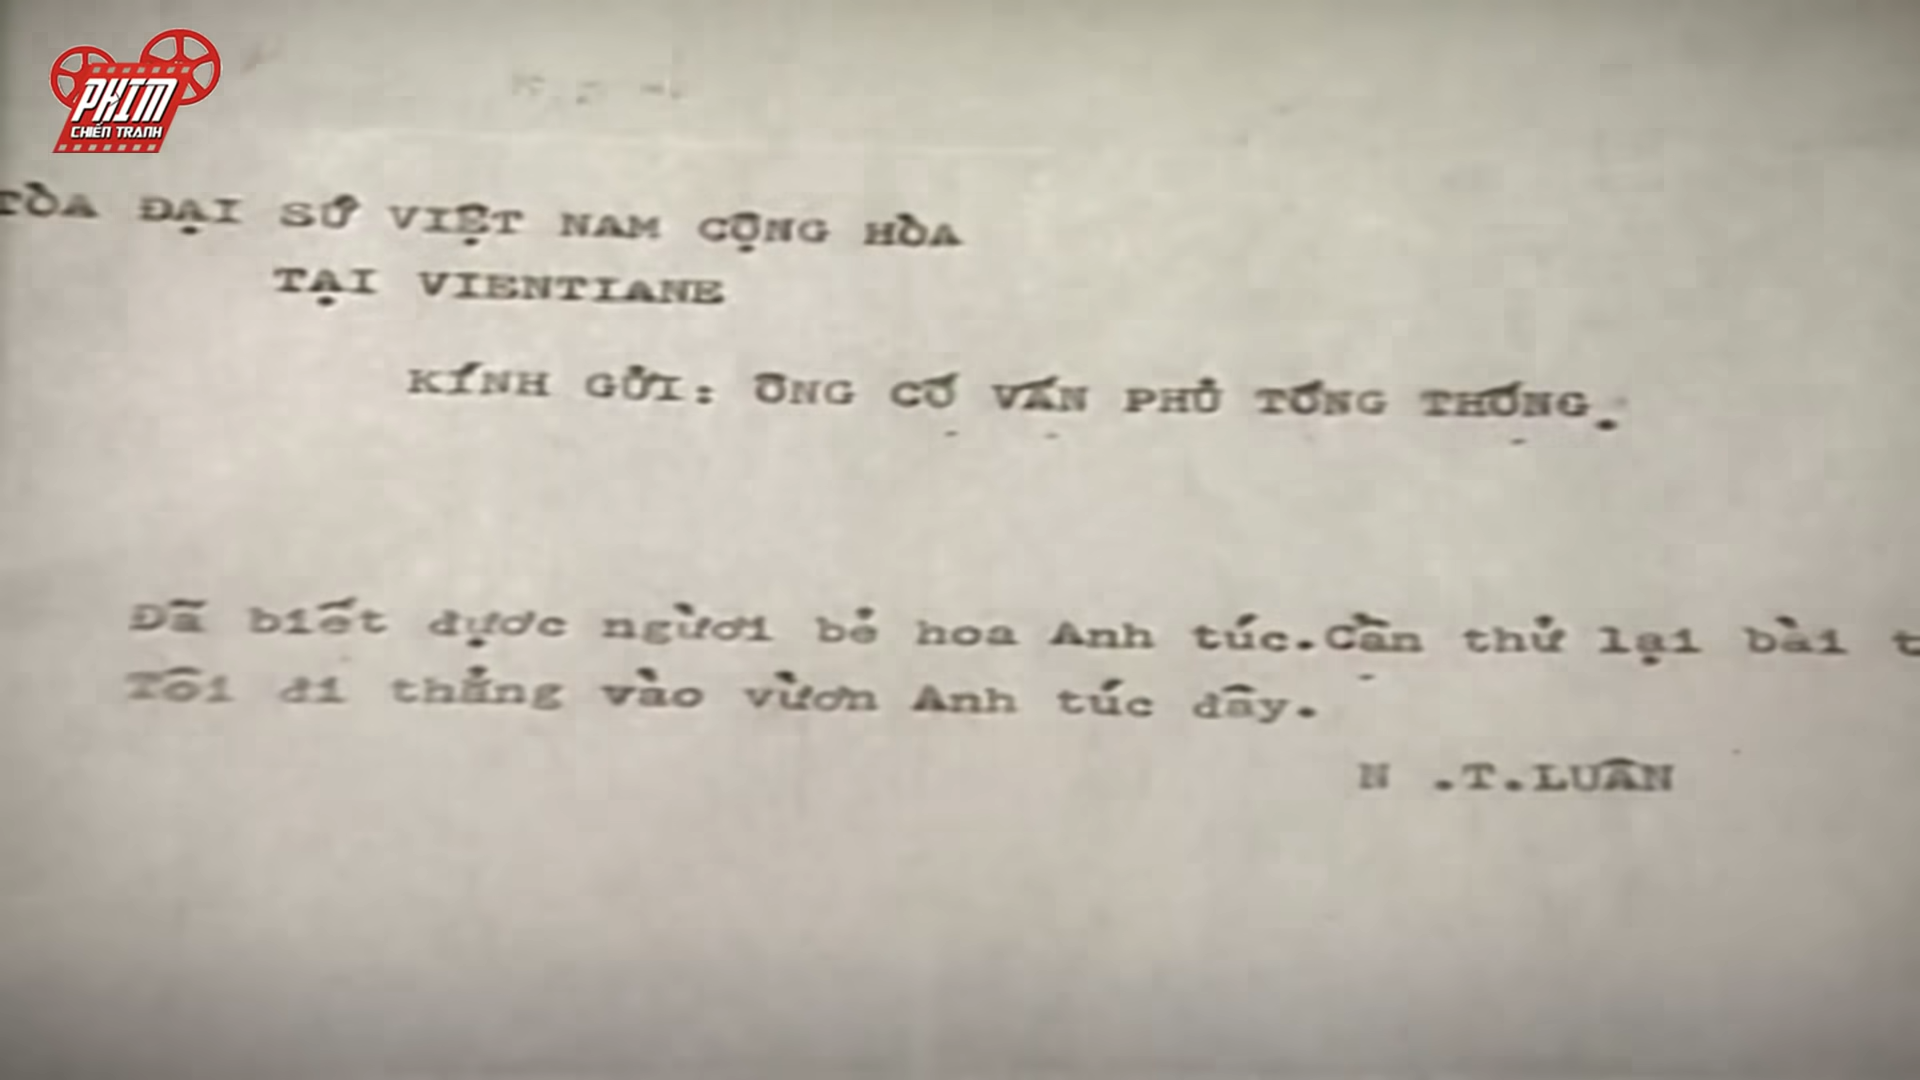 PHIM
CHIẾN TRANH
TÒA ĐẠI SỨ VIỆT NAM CỘNG HÒA
TẠI VIENTIANE
KÍNH GỬI: ÔNG CỐ VẤN PHỦ TỔNG THỐNG.
Đã biết được người bẻ hoa Anh túc.Cần thử lại bài
Tôi đi thẳng vào vườn Anh túc đây.
N .T.LUÂN